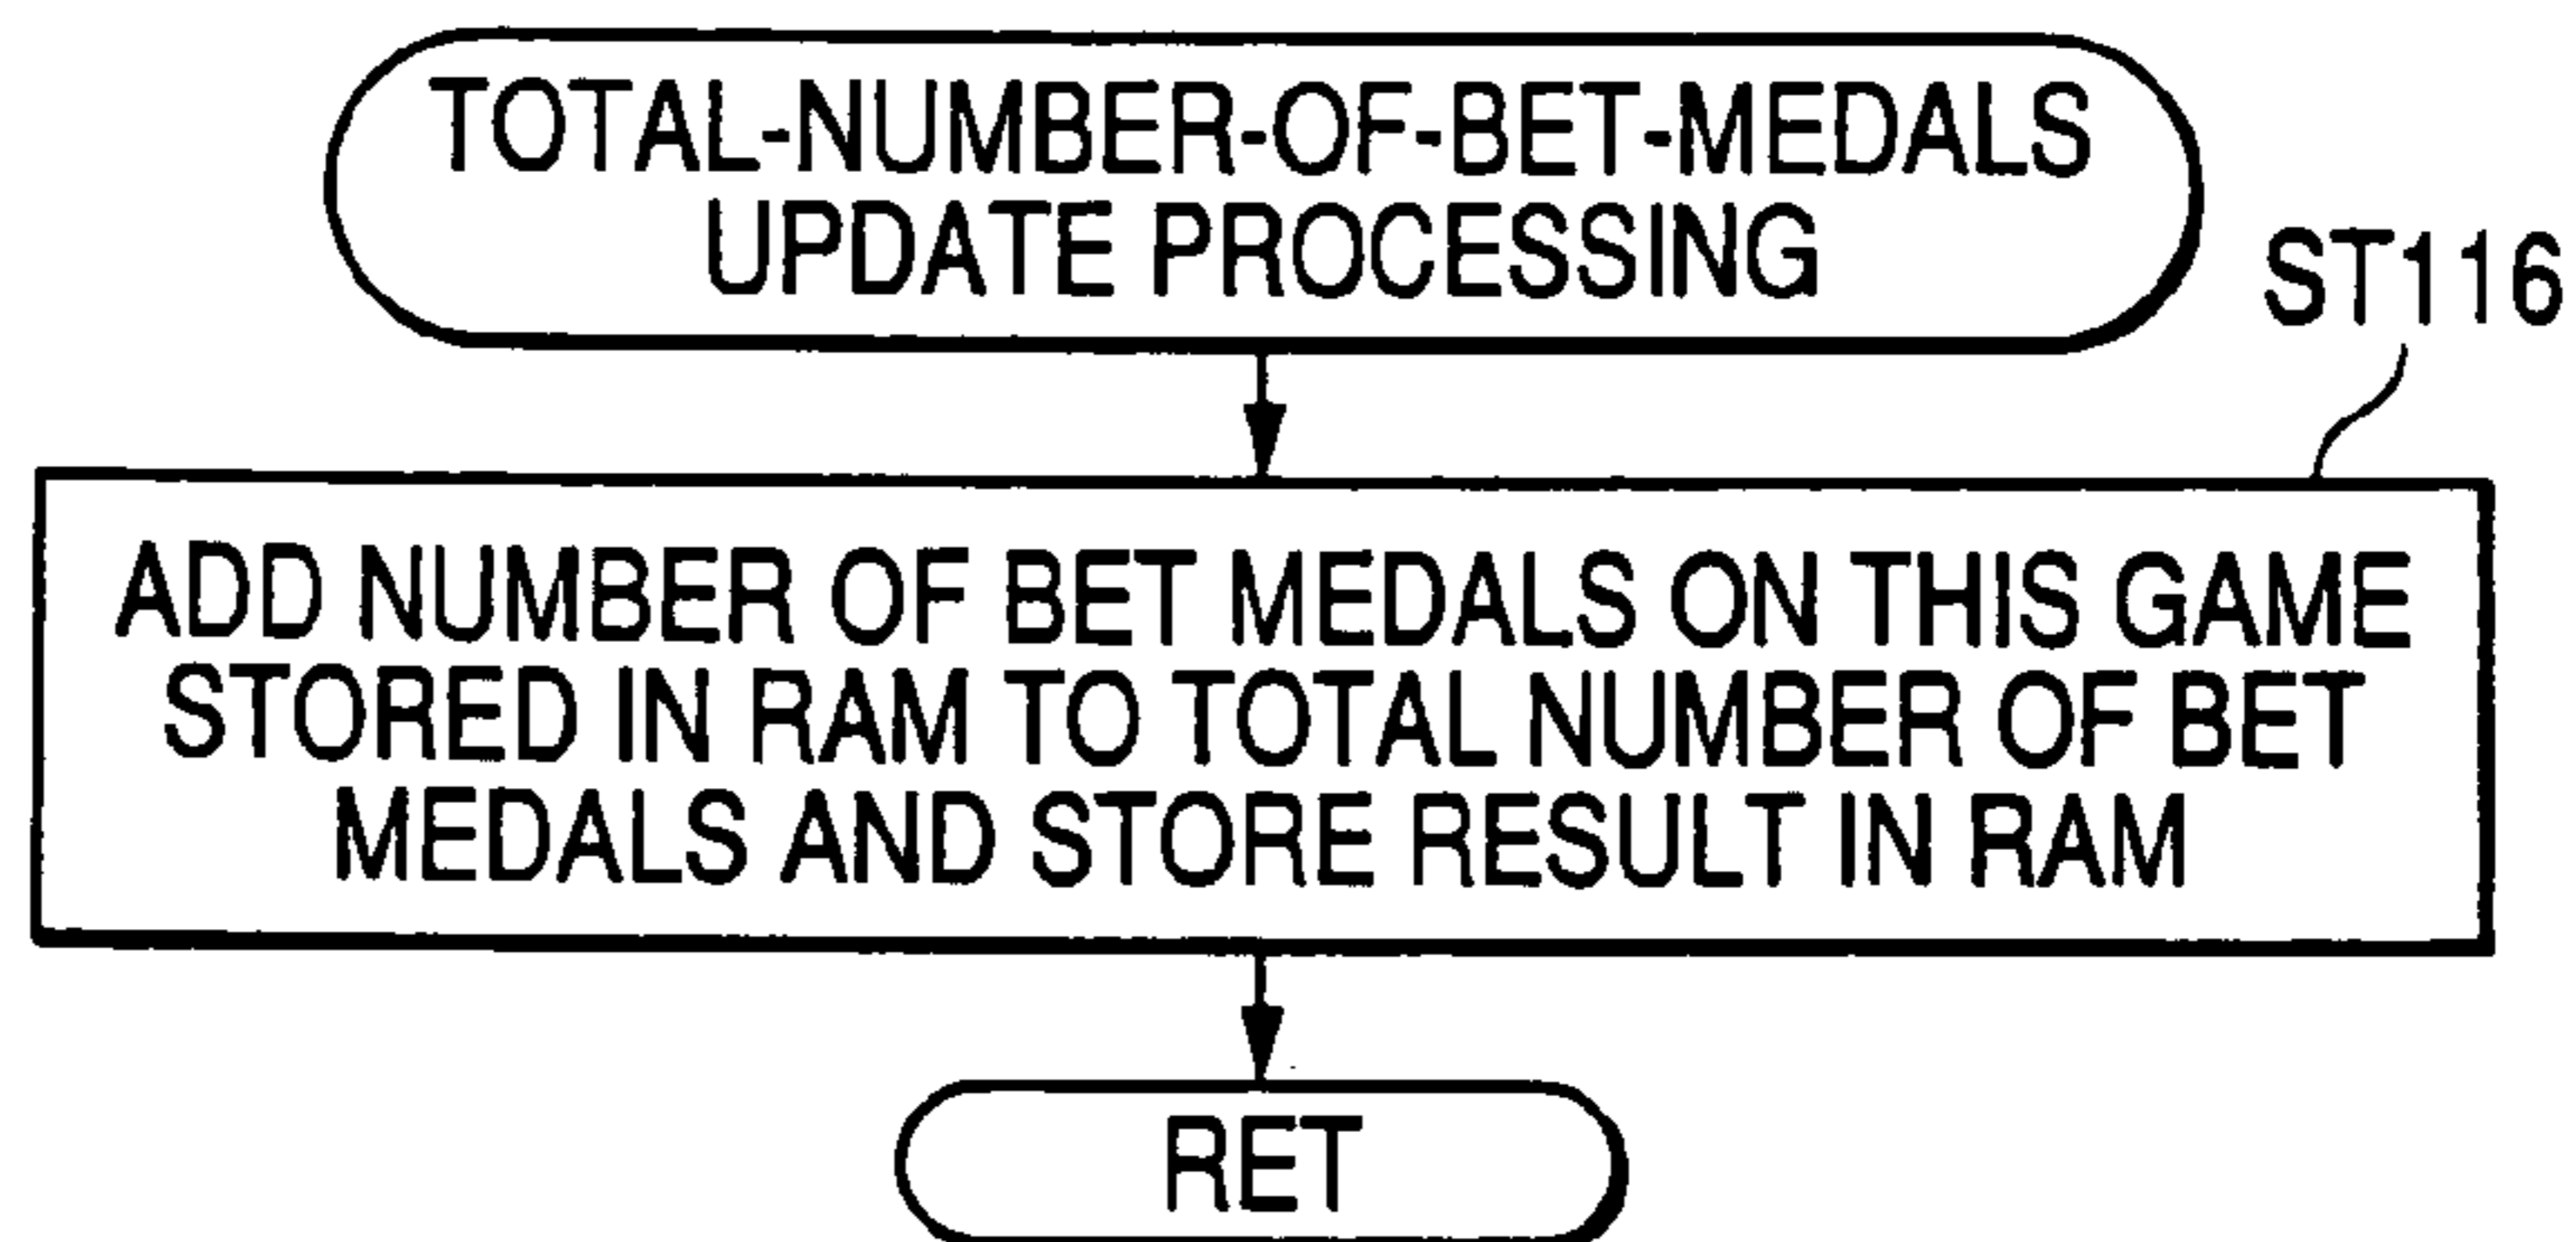 TOTAL-NUMBER-OF-BET-MEDALS
UPDATE PROCESSING
ST116
ADD NUMBER OF BET MEDALS ON THIS GAME
STORED IN RAM TO TOTAL NUMBER OF BET
MEDALS AND STORE RESULT IN RAM
RET